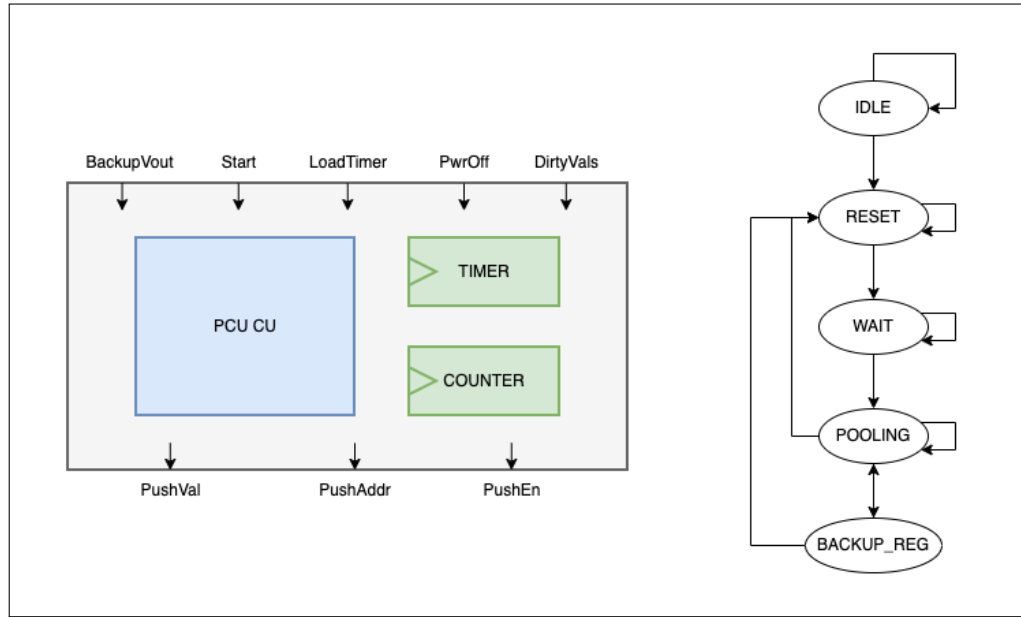 BackupVout
Start
LoadTimer
PwrOff
DirtyVals
PCU CU
TIMER
COUNTER
PushVal
PushAddr
PushEn
IDLE
RESET
WAIT
POOLING
BACKUP_REG